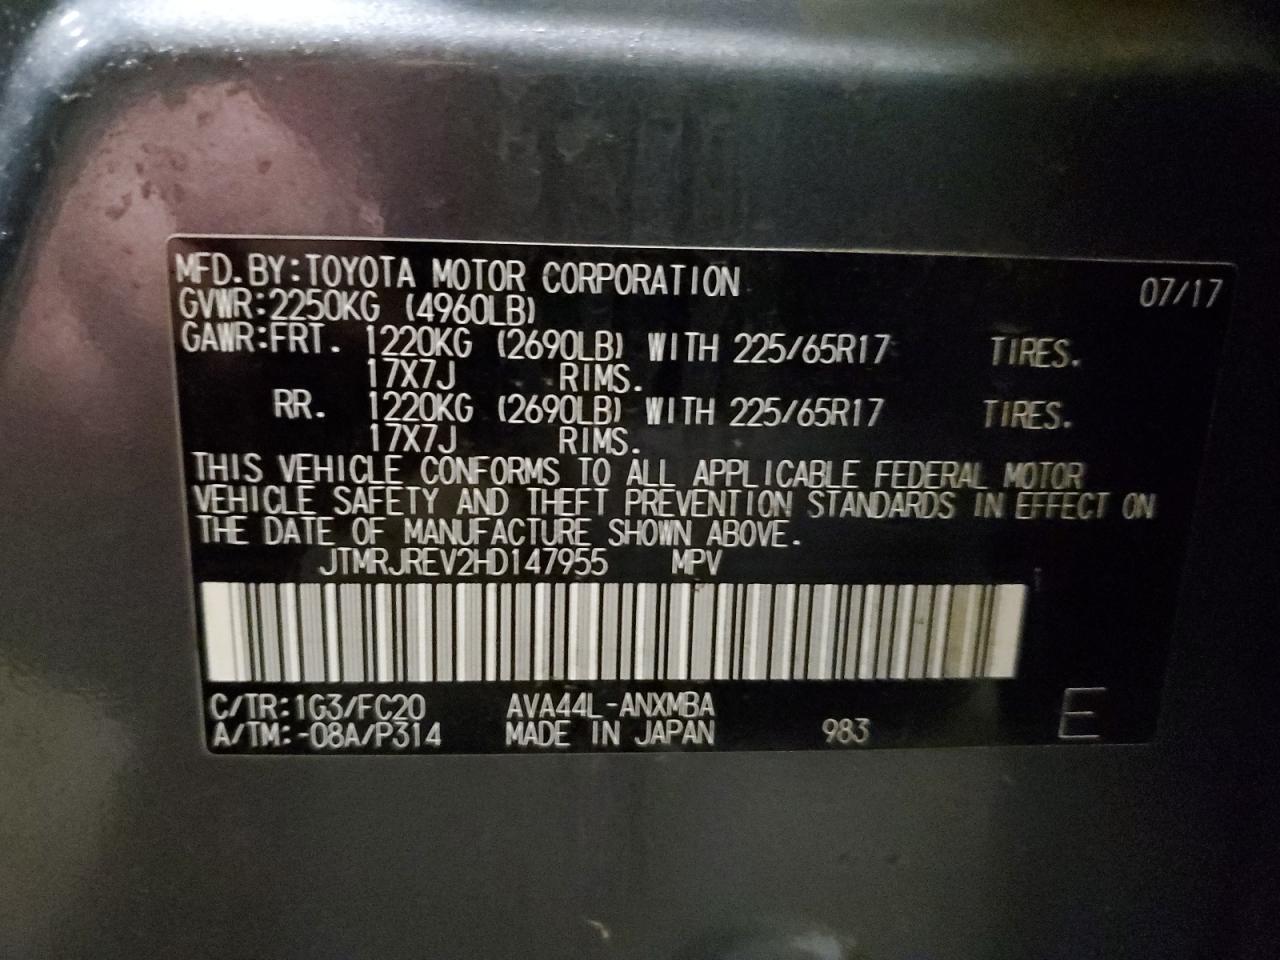 MFD. BY:TOYOTA MOTOR CORPORATION 07/17
GVWR:2250KG (4960LB)
GAWR:FRT. 1220KG (2690LB) WITH 225/65R17 TIRES.
17X7J RIMS.
RR. 1220KG (2690LB) WITH 225/65R17 TIRES.
17X7J RIMS.
THIS VEHICLE CONFORMS TO ALL APPLICABLE FEDERAL MOTOR
VEHICLE SAFETY AND THEFT PREVENTION STANDARDS IN EFFECT ON
THE DATE OF MANUFACTURE SHOWN ABOVE.
JTMRJREV2HD147955 MPV
C/TR:1G3/FC20 AVA44L-ANXMBA
A/TM:-08A/P314 MADE IN JAPAN 983 E